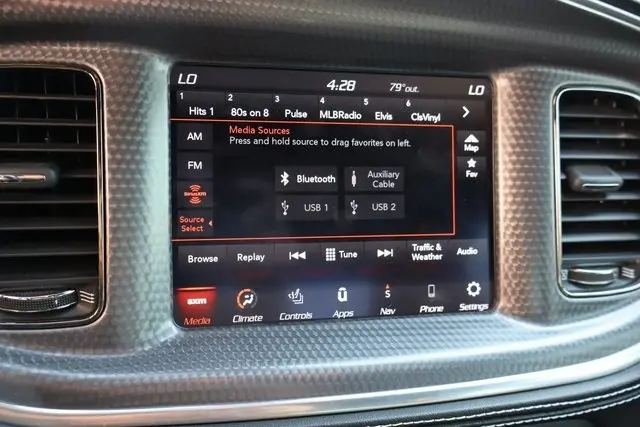 LO 4:28 79°out. LO
1 2 3 4 5 6
Hits 1 80s on 8 Pulse MLBRadio Elvis ClsVinyl
AM
Media Sources
Press and hold source to drag favorites on left.
Map
FM
Bluetooth
Auxiliary
Cable
Fav
SiriusXM
USB 1
USB 2
Source
Select
Browse Replay Tune Traffic &
Weather Audio
sxm
S
Media Climate Controls Apps Nav Phone Settings